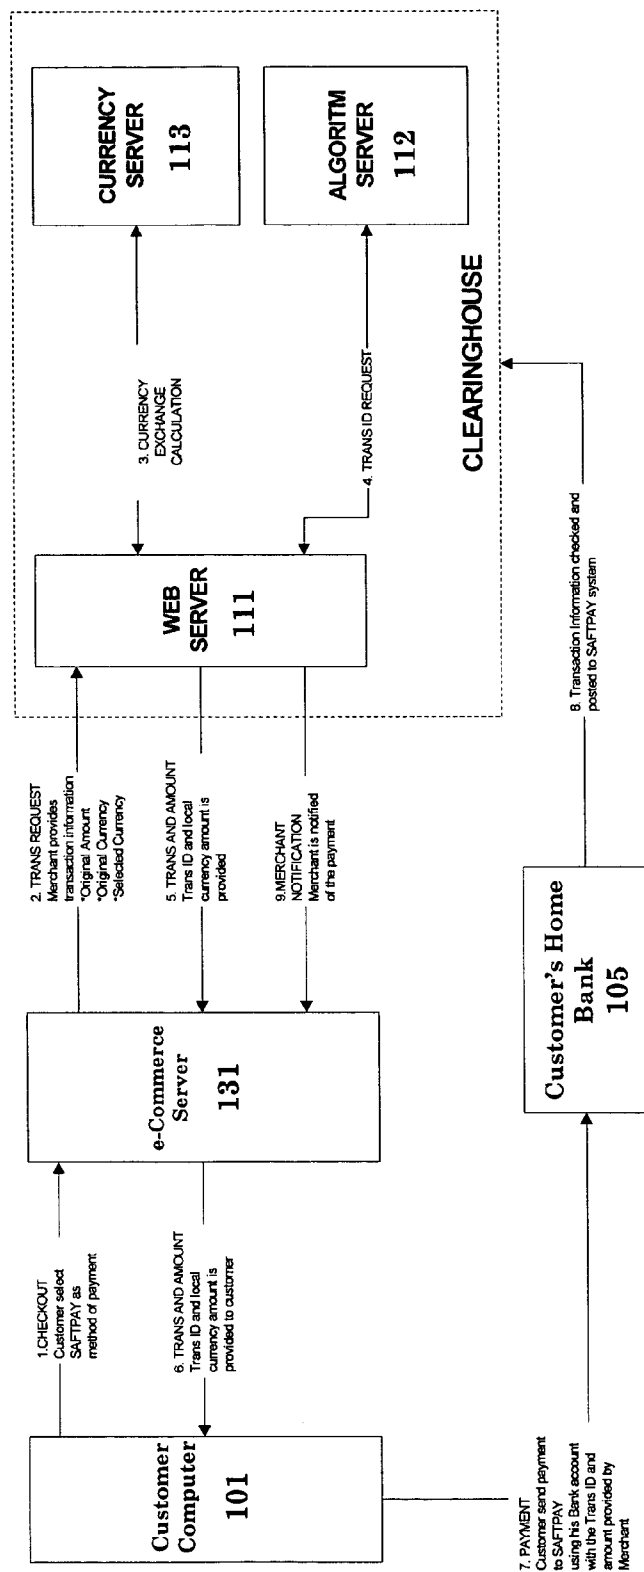 1.CHECKOUT
Customer select
SAFTPAY as
method of payment
2. TRANS REQUEST
Merchant provides
transaction information
*Original Amount
*Original Currency
*Selected Currency
3. CURRENCY
EXCHANGE
CALCULATION
CURRENCY
SERVER
113
Customer
Computer
101
e-Commerce
Server
131
WEB
SERVER
111
6. TRANS AND AMOUNT
Trans ID and local
currency amount is
provided to customer
5. TRANS AND AMOUNT
Trans ID and local
currency amount is
provided
9.MERCHANT
NOTIFICATION
Merchant is notified
of the payment
4. TRANS ID REQUEST
ALGORITM
SERVER
112
CLEARINGHOUSE
7. PAYMENT
Customer send payment
to SAFTPAY
using his Bank account
with the Trans ID and
amount provided by
Merchant
Customer's Home
Bank
105
8. Transaction Information checked and
posted to SAFTPAY system